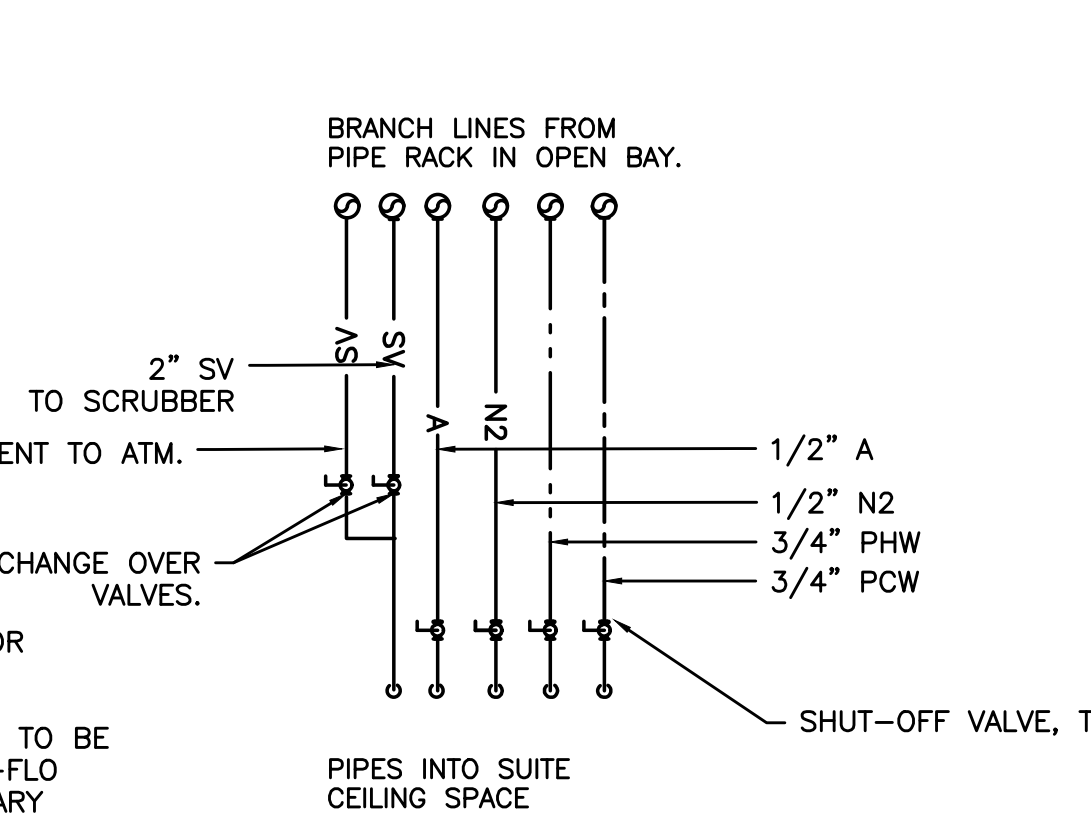 BRANCH LINES FROM
PIPE RACK IN OPEN BAY.
SV
SV
2" SV
TO SCRUBBER
A
N2
ENT TO ATM.
1/2" A
1/2" N2
3/4" PHW
3/4" PCW
CHANGE OVER
VALVES.
OR
SHUT-OFF VALVE, T
TO BE
-FLO
ARY
PIPES INTO SUITE
CEILING SPACE